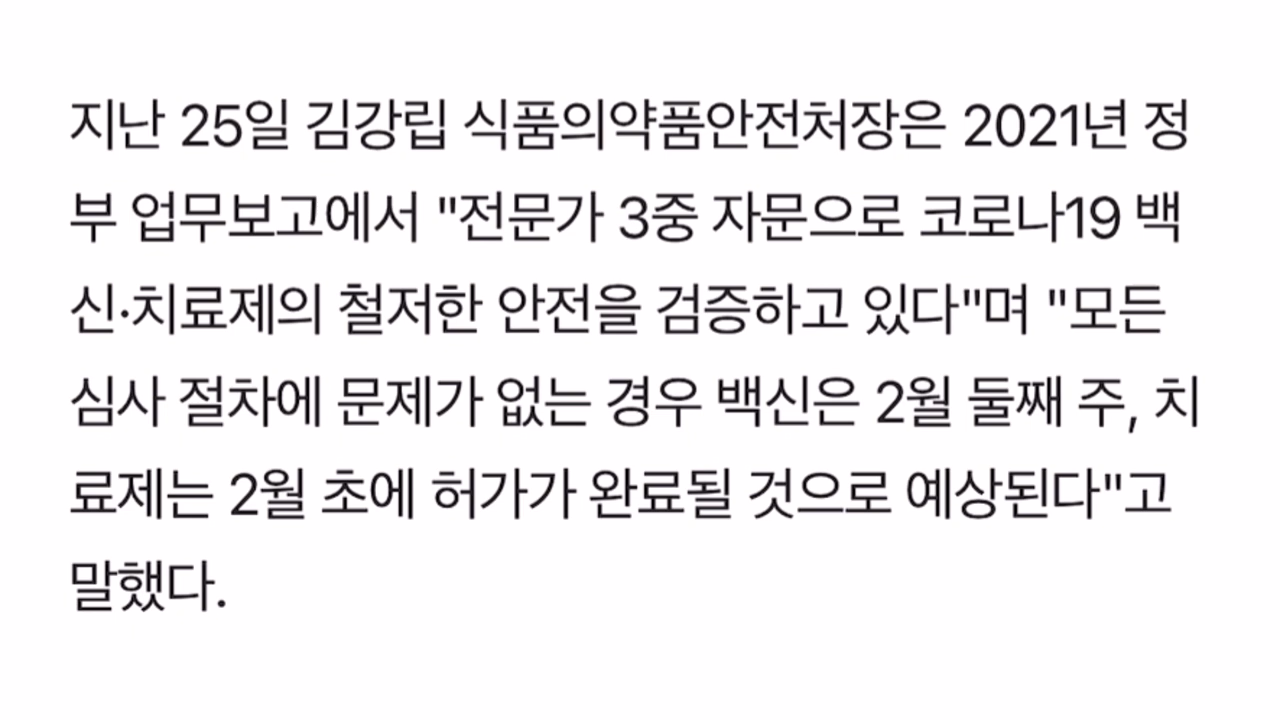 지난 25일 김강립 식품의약품안전처장은 2021년 정
부 업무보고에서 "전문가 3중 자문으로 코로나19 백
신·치료제의 철저한 안전을 검증하고 있다"며 "모든
심사 절차에 문제가 없는 경우 백신은 2월 둘째 주, 치
료제는 2월 초에 허가가 완료될 것으로 예상된다"고
말했다.